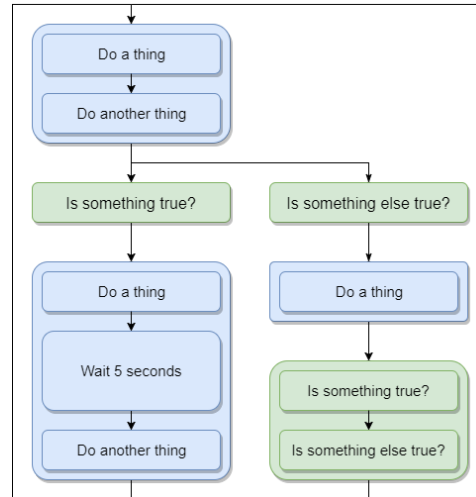 Do a thing
Do another thing
Is something true?
Is something else true?
Do a thing
Do a thing
Wait 5 seconds
Is something true?
Do another thing
Is something else true?